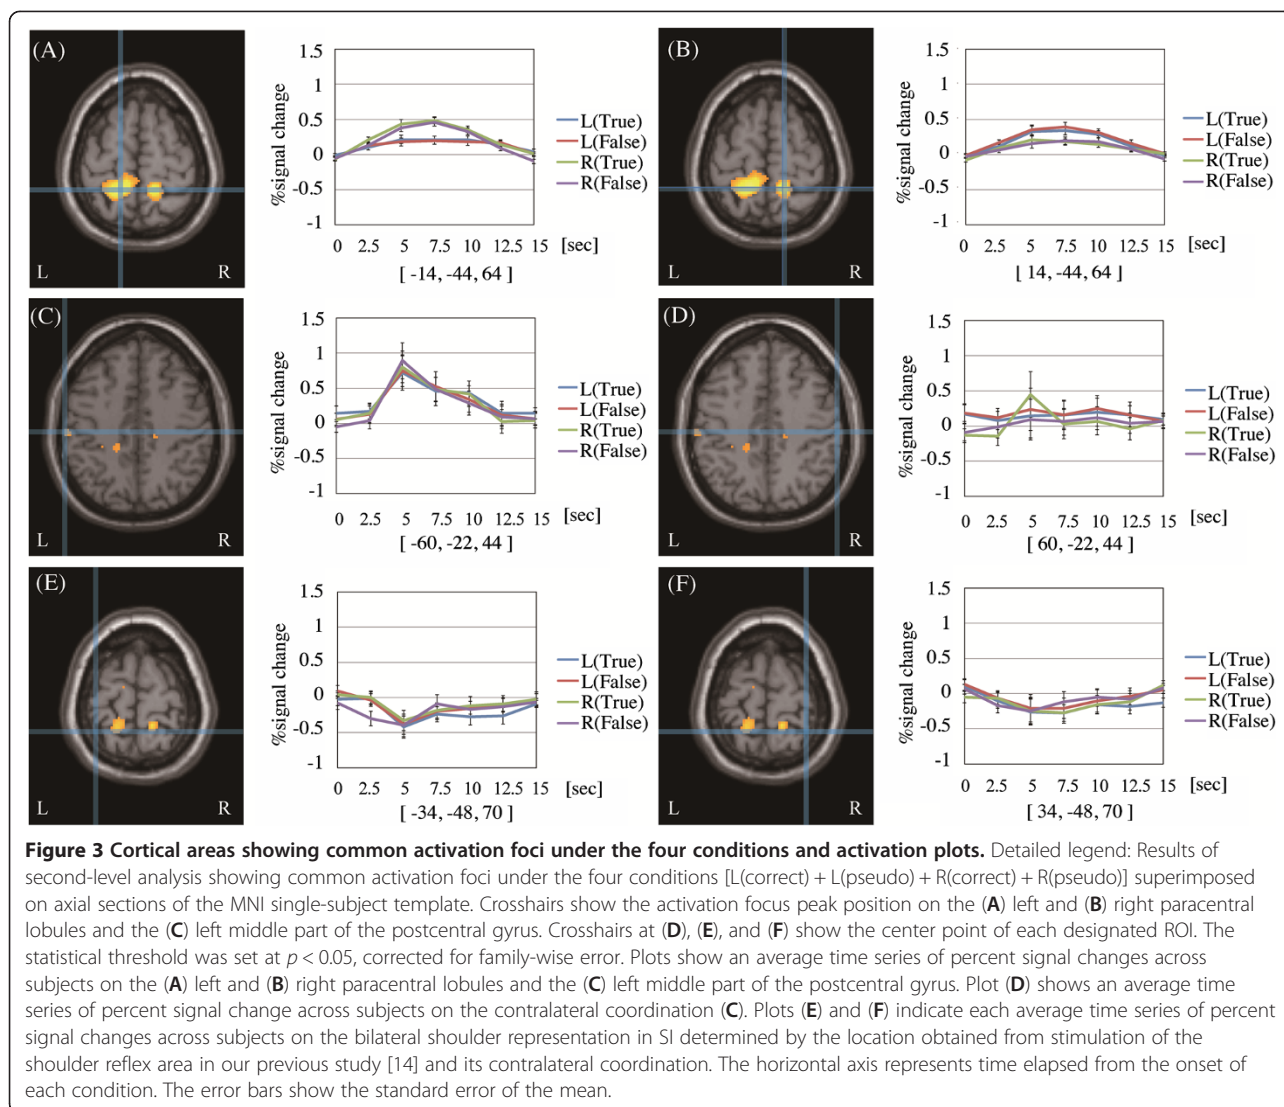 (A)
L
R
1.5
1
0.5
0
-0.5
-1
%signal change
0 2.5 5 7.5 10 12.5 15 [sec]
[ -14, -44, 64 ]
L(True)
L(False)
R(True)
R(False)
(B)
L
R
1.5
1
0.5
0
-0.5
-1
%signal change
0 2.5 5 7.5 10 12.5 15 [sec]
[ 14, -44, 64 ]
L(True)
L(False)
R(True)
R(False)
(C)
L
R
1.5
1
0.5
0
-0.5
-1
%signal change
0 2.5 5 7.5 10 12.5 15 [sec]
[ -60, -22, 44 ]
L(True)
L(False)
R(True)
R(False)
(D)
L
R
1.5
1
0.5
0
-0.5
-1
%signal change
0 2.5 5 7.5 10 12.5 15 [sec]
[ 60, -22, 44 ]
L(True)
L(False)
R(True)
R(False)
(E)
L
R
1.5
1
0.5
0
-0.5
-1
%signal change
0 2.5 5 7.5 10 12.5 15 [sec]
[ -34, -48, 70 ]
L(True)
L(False)
R(True)
R(False)
(F)
L
R
1.5
1
0.5
0
-0.5
-1
%signal change
0 2.5 5 7.5 10 12.5 15 [sec]
[ 34, -48, 70 ]
L(True)
L(False)
R(True)
R(False)
Figure 3 Cortical areas showing common activation foci under the four conditions and activation plots. Detailed legend: Results of
second-level analysis showing common activation foci under the four conditions [L(correct) + L(pseudo) + R(correct) + R(pseudo)] superimposed
on axial sections of the MNI single-subject template. Crosshairs show the activation focus peak position on the (A) left and (B) right paracentral
lobules and the (C) left middle part of the postcentral gyrus. Crosshairs at (D), (E), and (F) show the center point of each designated ROI. The
statistical threshold was set at p < 0.05, corrected for family-wise error. Plots show an average time series of percent signal changes across
subjects on the (A) left and (B) right paracentral lobules and the (C) left middle part of the postcentral gyrus. Plot (D) shows an average time
series of percent signal change across subjects on the contralateral coordination (C). Plots (E) and (F) indicate each average time series of percent
signal changes across subjects on the bilateral shoulder representation in SI determined by the location obtained from stimulation of the
shoulder reflex area in our previous study [14] and its contralateral coordination. The horizontal axis represents time elapsed from the onset of
each condition. The error bars show the standard error of the mean.